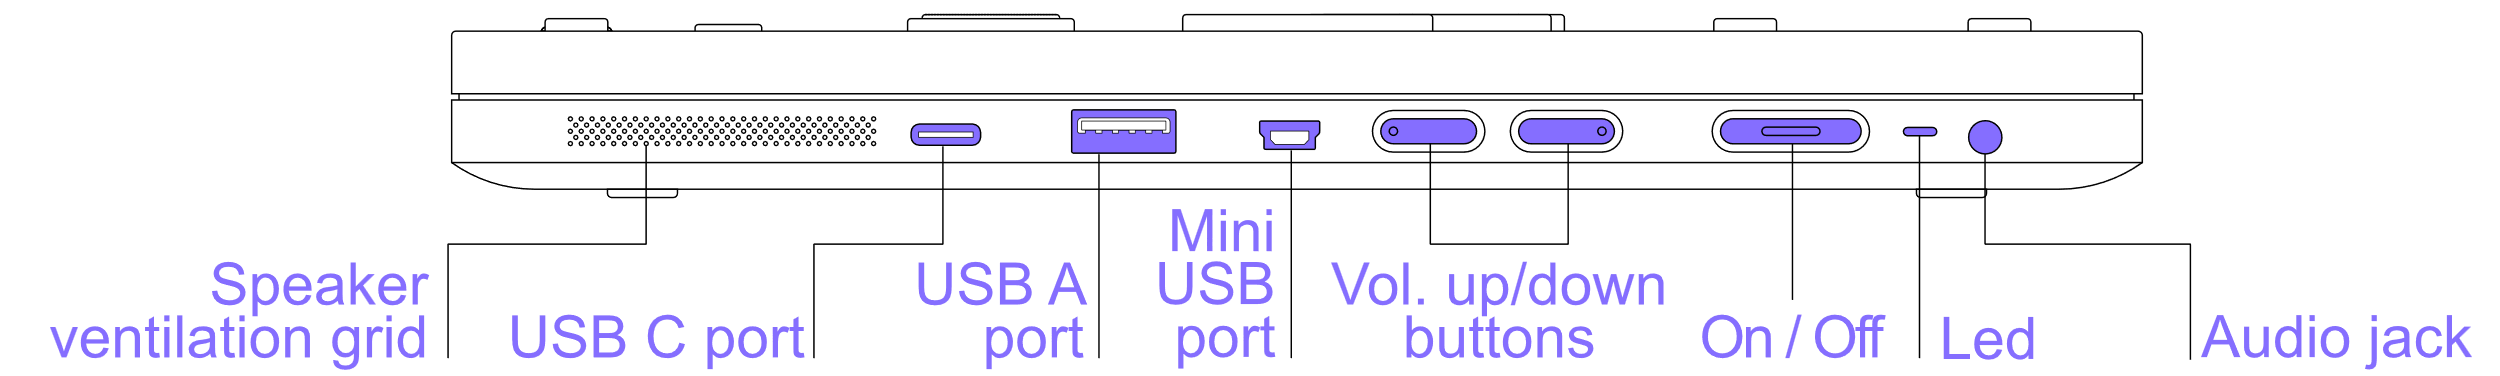 Speaker
ventilation grid
USB C port
USB A
port
Mini
USB
port
Vol. up/down
buttons
On / Off
Led
Audio jack